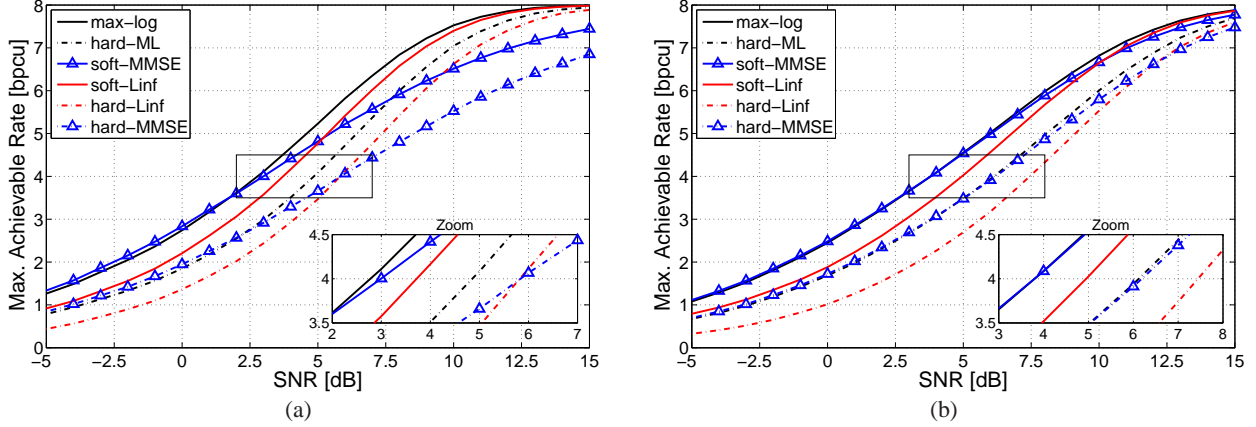 8
7
6
5
4
3
2
1
0
Max. Achievable Rate [bpcu]
max−log
hard−ML
soft−MMSE
soft−Linf
hard−Linf
hard−MMSE
Zoom
4.5
4
3.5
2 3 4 5 6 7
−5 −2.5 0 2.5 5 7.5 10 12.5 15
SNR [dB]
(a)
8
7
6
5
4
3
2
1
0
Max. Achievable Rate [bpcu]
max−log
hard−ML
soft−MMSE
soft−Linf
hard−Linf
hard−MMSE
Zoom
4.5
4
3.5
3 4 5 6 7 8
−5 −2.5 0 2.5 5 7.5 10 12.5 15
SNR [dB]
(b)